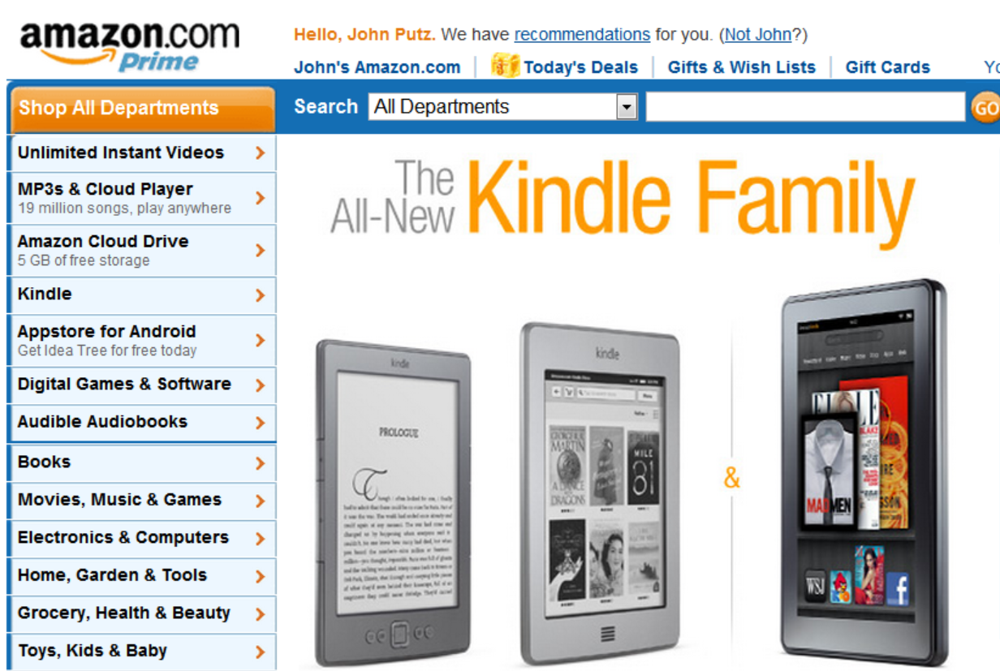 amazon.com
Prime
Hello, John Putz. We have recommendations for you. (Not John?)
John's Amazon.com
Today's Deals
Gifts & Wish Lists
Gift Cards
Shop All Departments
Search
All Departments
GO
Unlimited Instant Videos
MP3s & Cloud Player
19 million songs, play anywhere
Amazon Cloud Drive
5 GB of free storage
Kindle
Appstore for Android
Get Idea Tree for free today
Digital Games & Software
Audible Audiobooks
Books
Movies, Music & Games
Electronics & Computers
Home, Garden & Tools
Grocery, Health & Beauty
Toys, Kids & Baby
The
All-New
Kindle Family
kindle
PROLOGUE
kindle
GEORGE R.R.
MARTIN
A DANCE
DRAGONS
MILE
81
&
ELLE
BLAKE
MAD MEN
WSJ
f